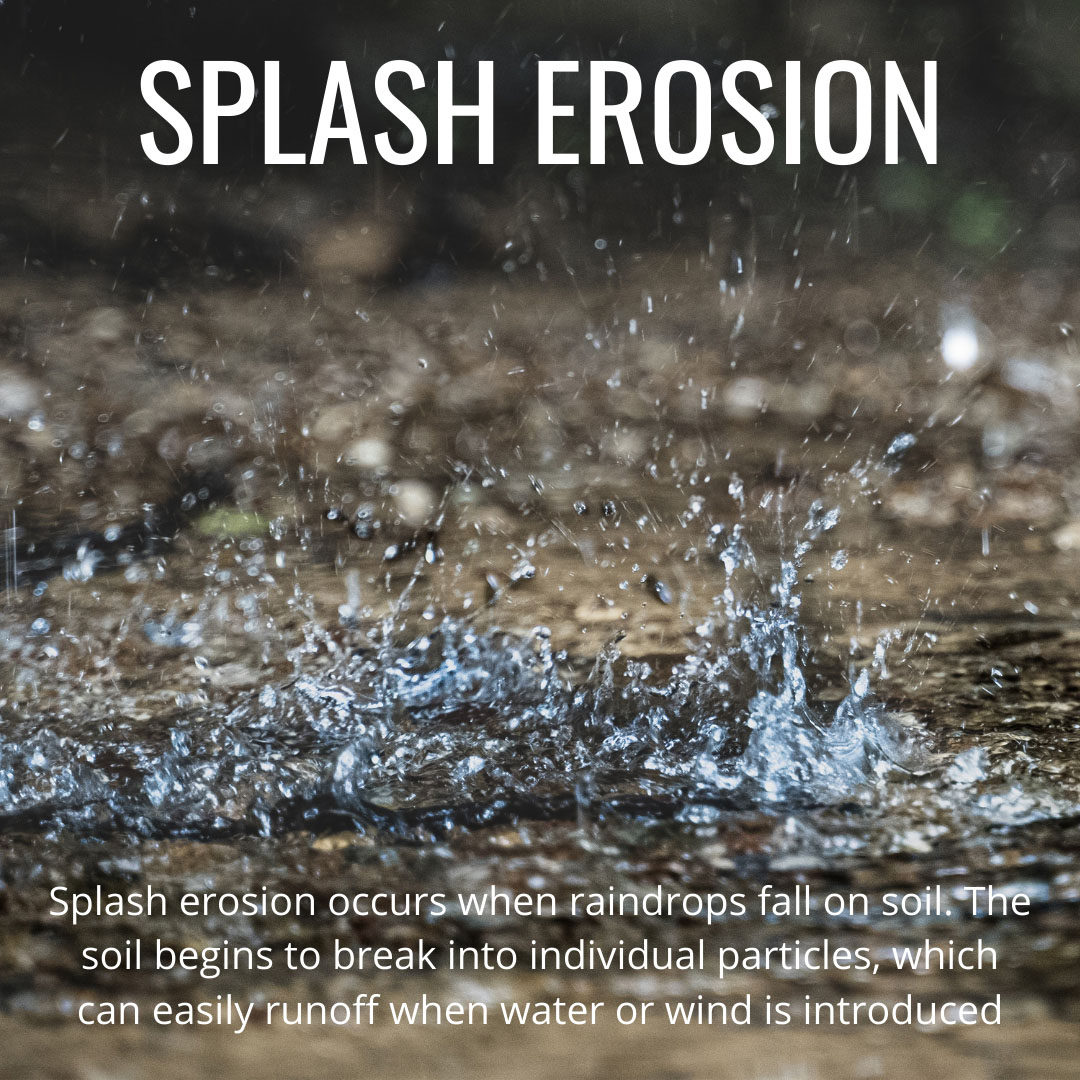 SPLASH EROSION
Splash erosion occurs when raindrops fall on soil. The
soil begins to break into individual particles, which
can easily runoff when water or wind is introduced